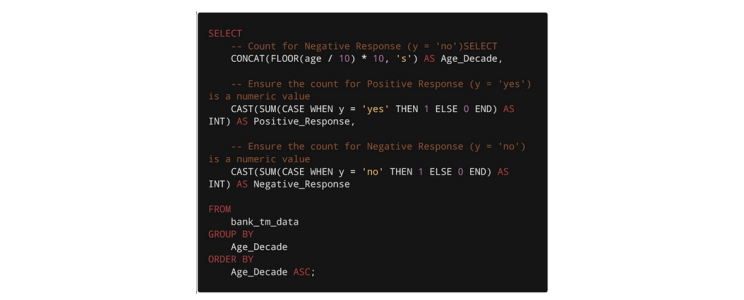 SELECT
-- Count for Negative Response (y = 'no')SELECT
CONCAT(FLOOR(age / 10) * 10, 's') AS Age_Decade,
-- Ensure the count for Positive Response (y = 'yes')
is a numeric value
CAST(SUM(CASE WHEN y = 'yes' THEN 1 ELSE 0 END) AS
INT) AS Positive_Response,
-- Ensure the count for Negative Response (y = 'no')
is a numeric value
CAST(SUM(CASE WHEN y = 'no' THEN 1 ELSE 0 END) AS
INT) AS Negative_Response
FROM
bank_tm_data
GROUP BY
Age_Decade
ORDER BY
Age_Decade ASC;